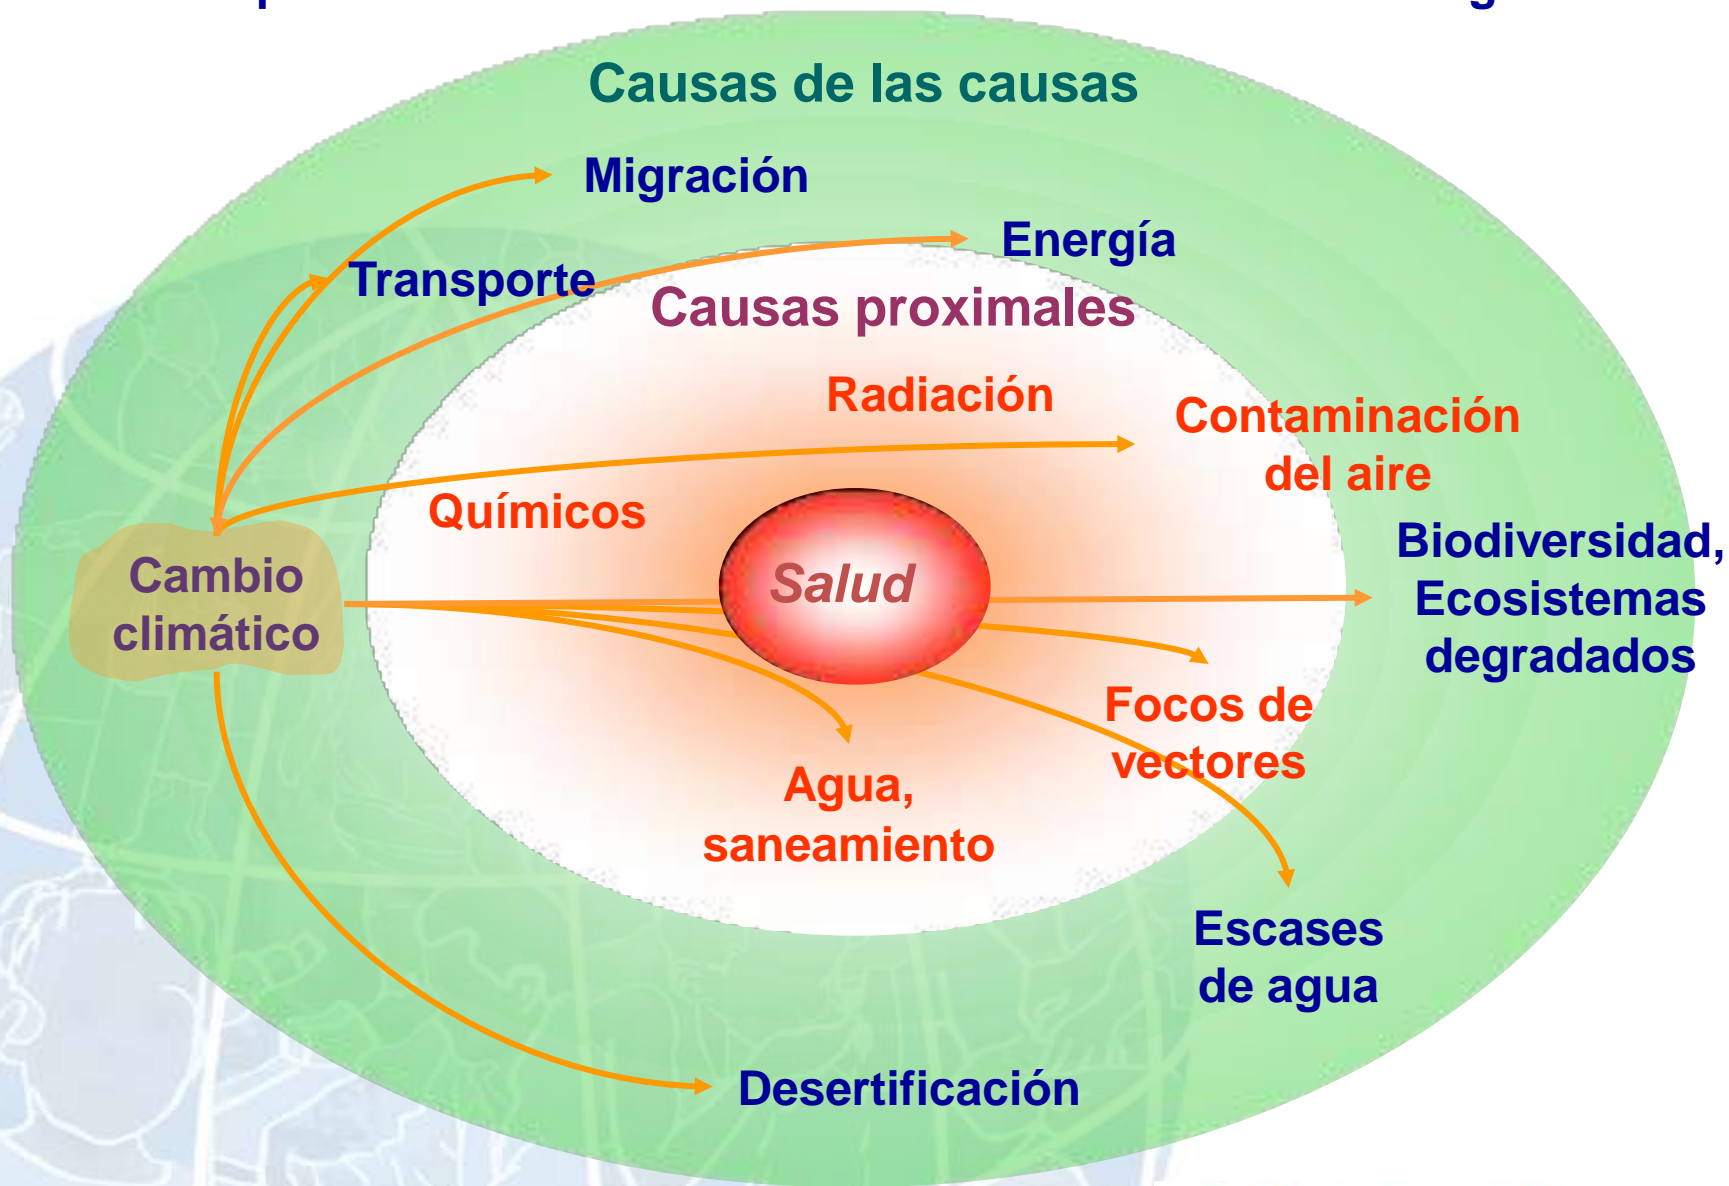 Causas de las causas
Migración
Energía
Transporte
Causas proximales
Radiación
Contaminación
del aire
Químicos
Biodiversidad,
Ecosistemas
degradados
Cambio
climático
Salud
Focos de
vectores
Agua,
saneamiento
Escases
de agua
Desertificación